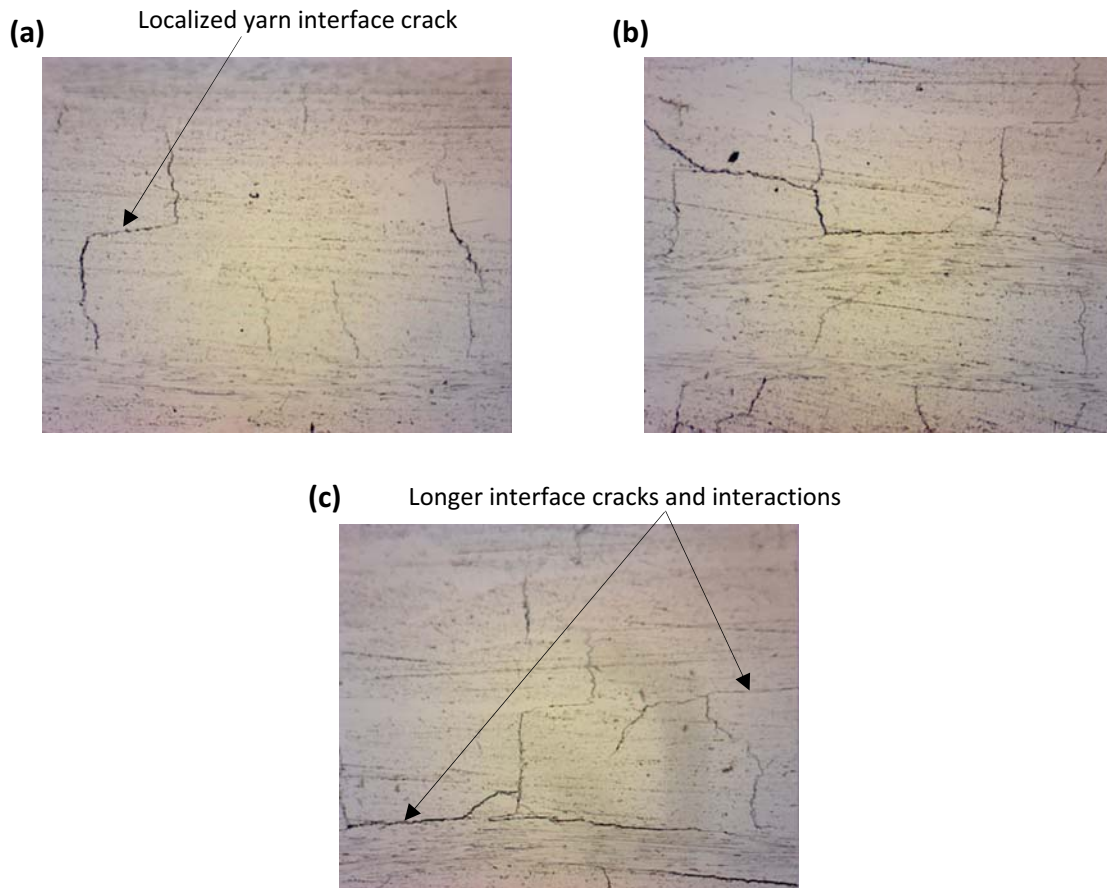 Localized yarn interface crack
(a)
(b)
(c)
Longer interface cracks and interactions